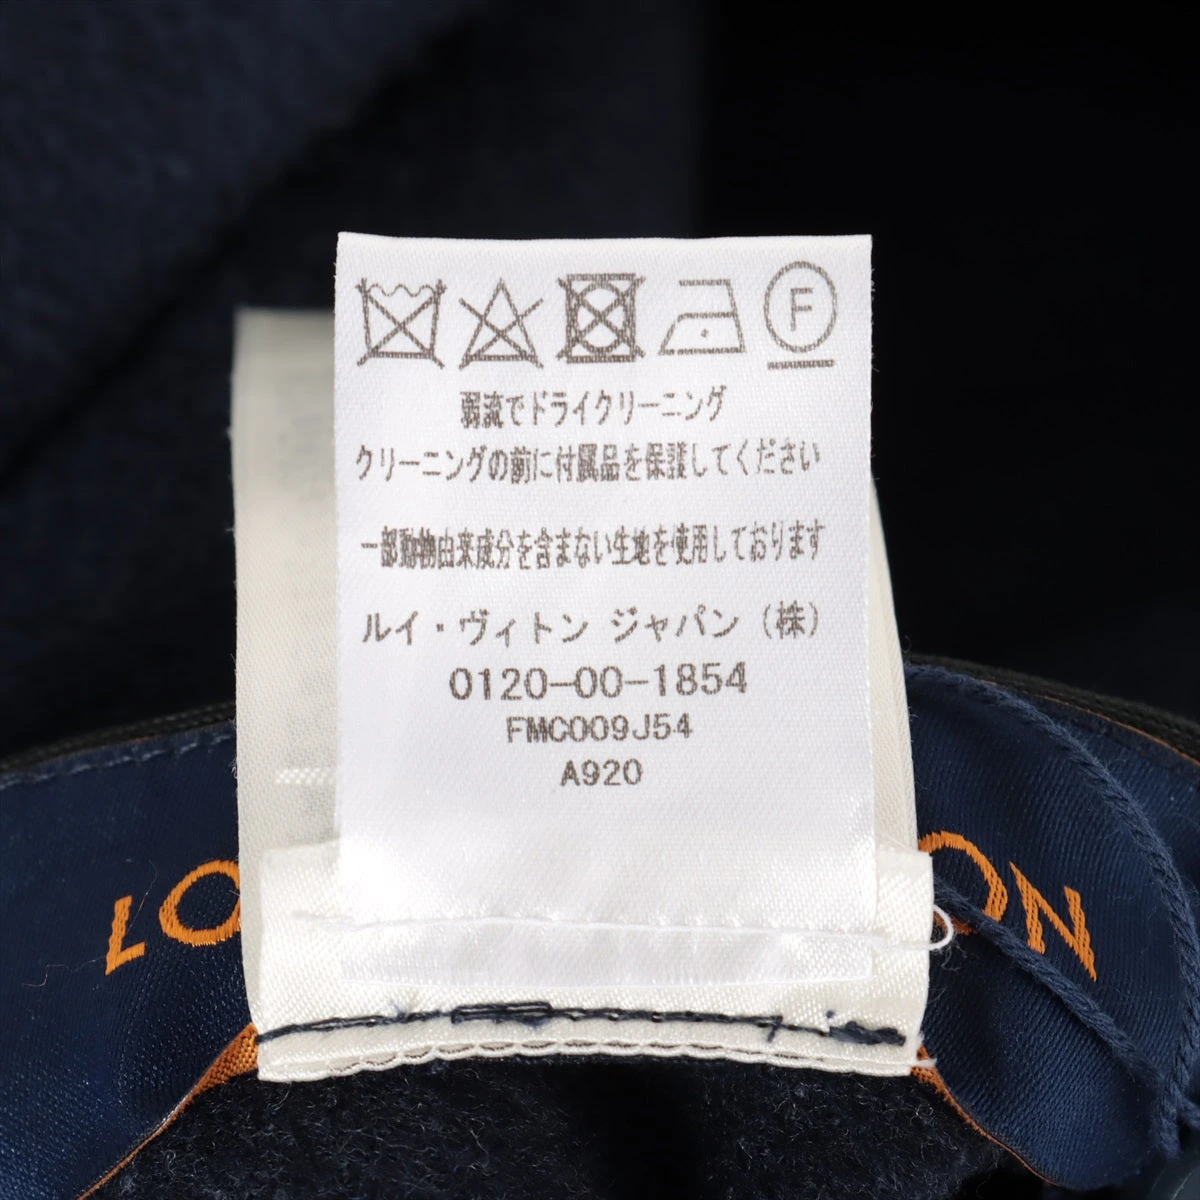 F
弱流でドライクリーニング
クリーニングの前に付属品を保護してください
一部動物由来成分を含まない生地を使用しております
ルイ・ヴィトン ジャパン（株）
0120-00-1854
FMCO09J54
A920
LO
ON